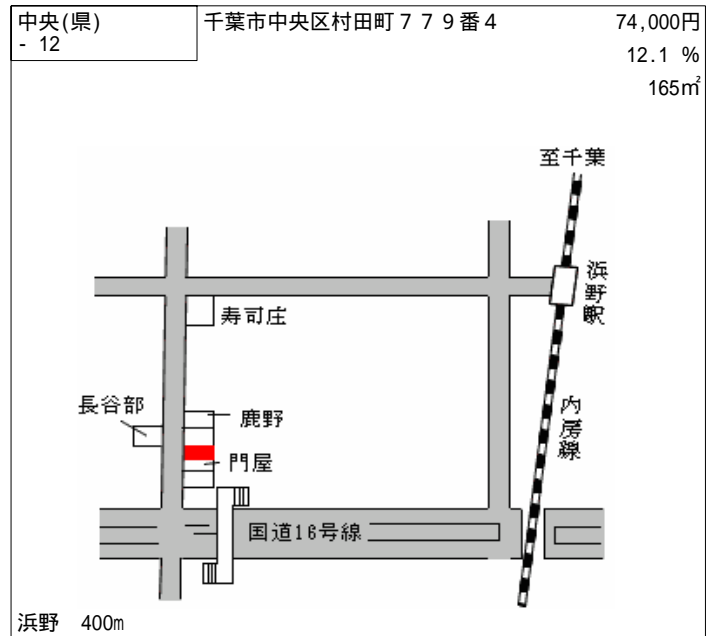 中央(県)
- 12
千葉市中央区村田町７７９番4
74,000円
12.1 %
165㎡
至千葉
浜野駅
寿司庄
長谷部
鹿野
内房線
門屋
国道16号線
浜野 400m